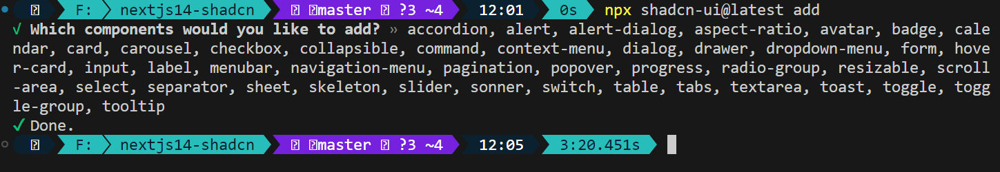 F: nextjs14-shadcn master ?3 ~4 12:01 0s npx shadcn-ui@latest add
✓ Which components would you like to add? » accordion, alert, alert-dialog, aspect-ratio, avatar, badge, cale
ndar, card, carousel, checkbox, collapsible, command, context-menu, dialog, drawer, dropdown-menu, form, hove
r-card, input, label, menubar, navigation-menu, pagination, popover, progress, radio-group, resizable, scroll
-area, select, separator, sheet, skeleton, slider, sonner, switch, table, tabs, textarea, toast, toggle, togg
le-group, tooltip
✓ Done.
F: nextjs14-shadcn master ?3 ~4 12:05 3:20.451s